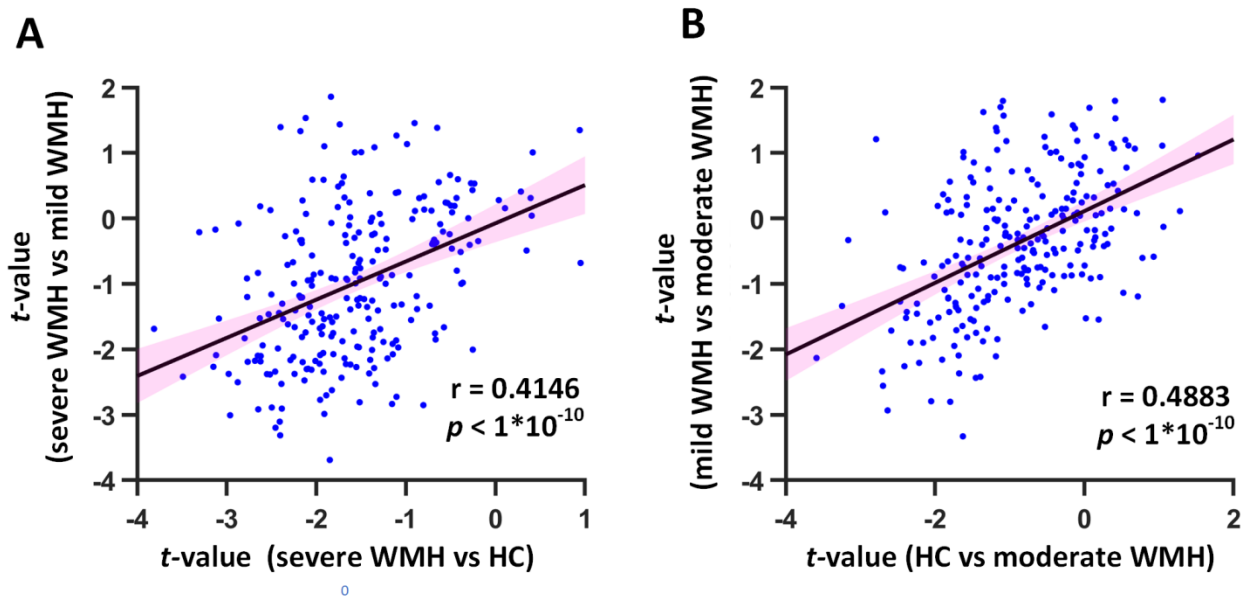 A
t-value
(severe WMH vs mild WMH)
2
1
0
-1
-2
-3
-4
-4 -3 -2 -1 0 1
r = 0.4146
p < 1*10-10
t-value (severe WMH vs HC)
0
B
t-value
(mild WMH vs moderate WMH)
2
1
0
-1
-2
-3
-4
-4 -2 0 2
r = 0.4883
p < 1*10-10
t-value (HC vs moderate WMH)